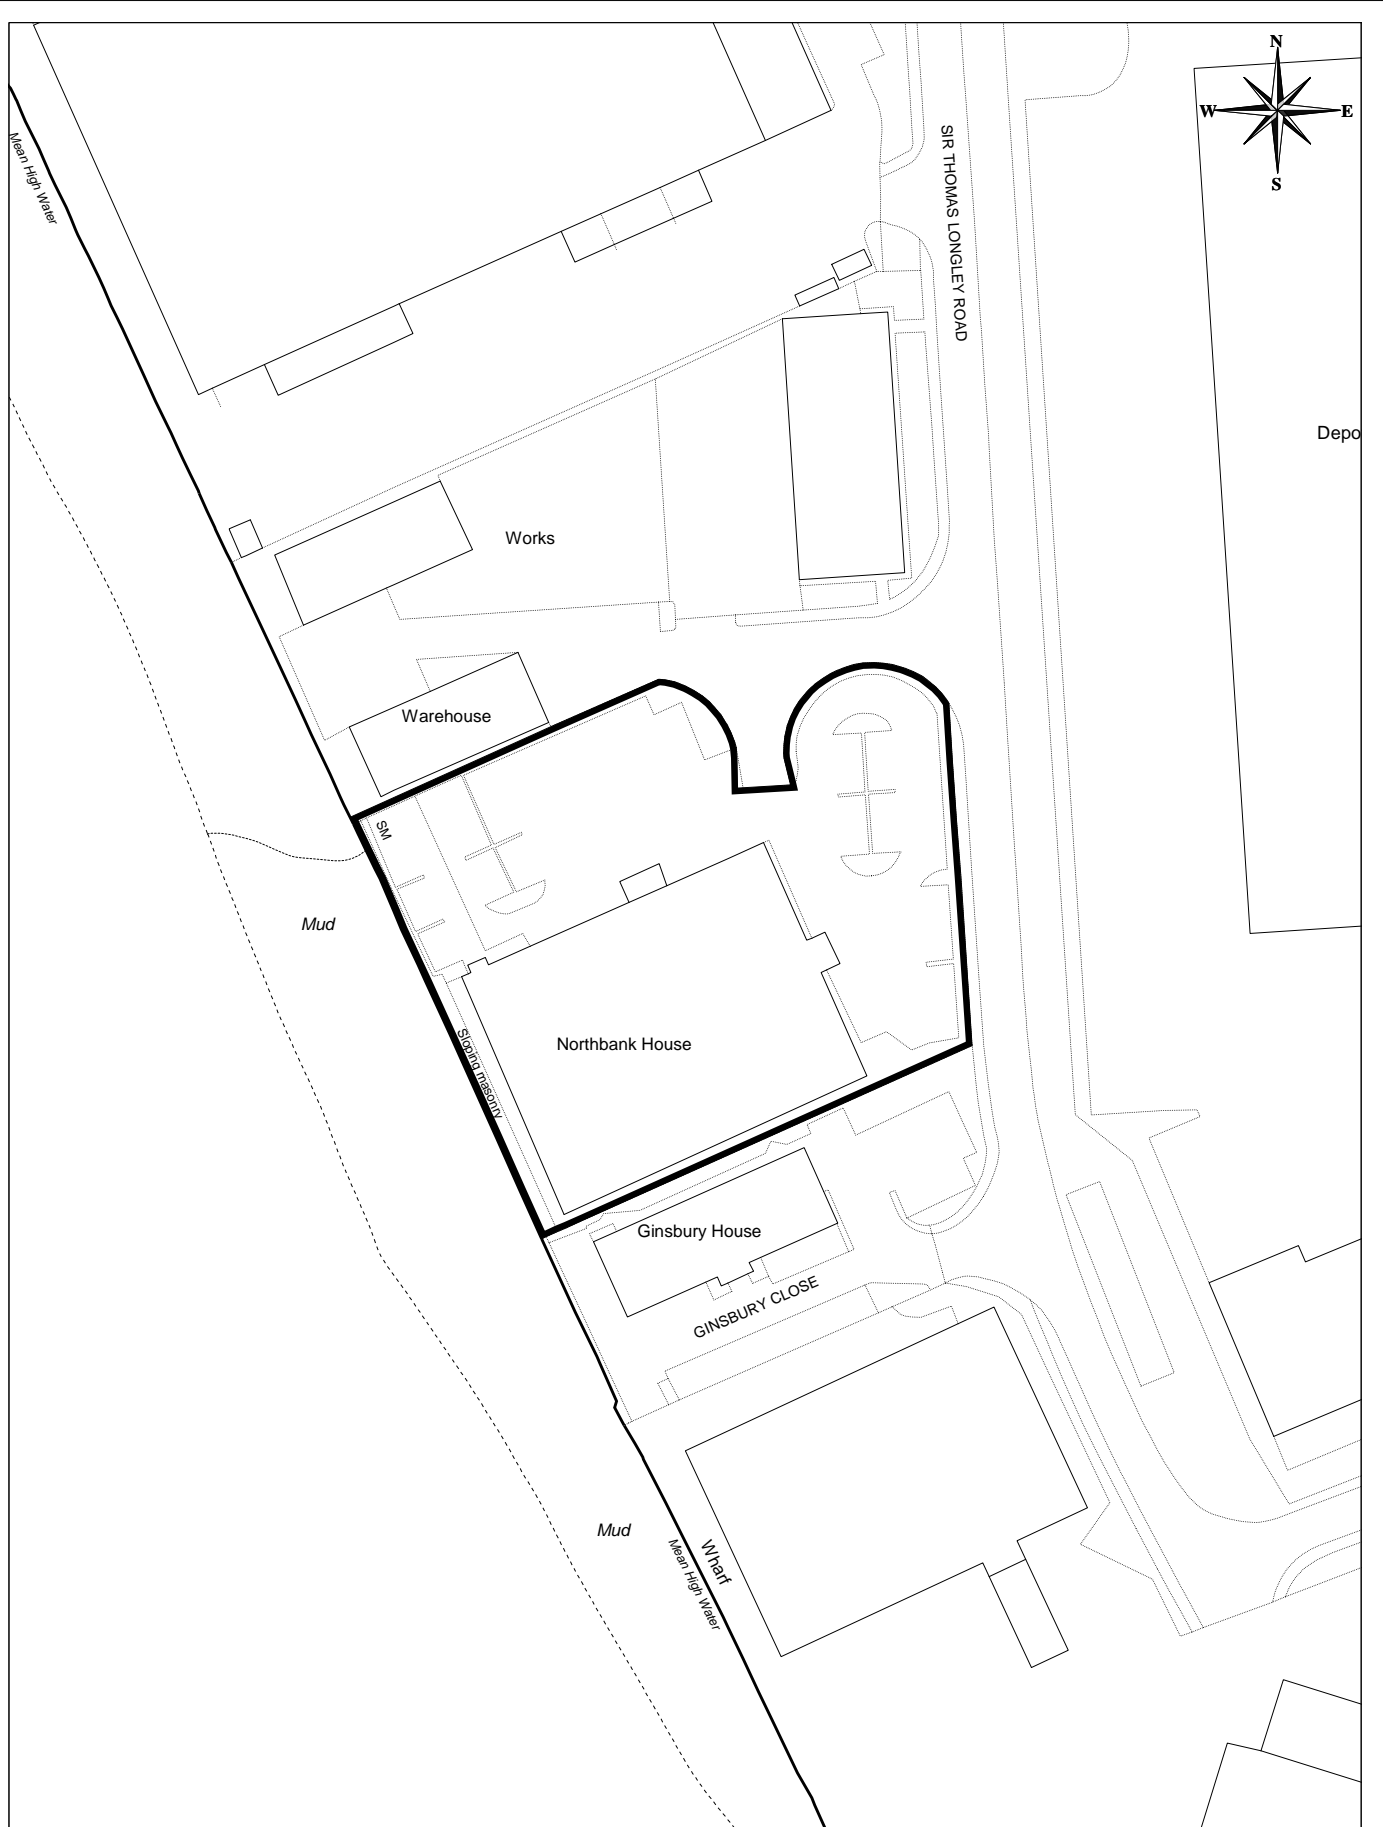 N
W
E
S
SIR THOMAS LONGLEY ROAD
Mean High Water
Depo
Works
Warehouse
SM
Mud
Sloping masonry
Northbank House
Ginsbury House
GINSBURY CLOSE
Mud
Wharf
Mean High Water